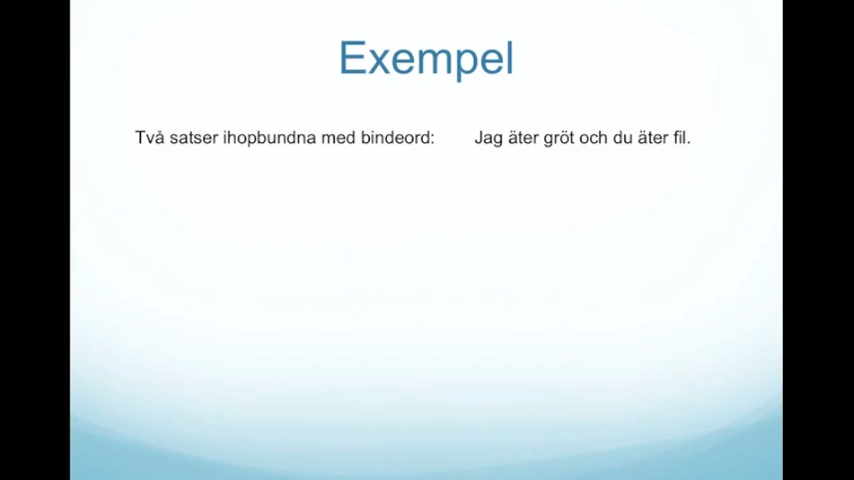 Exempel
Två satser ihopbundna med bindeord: Jag äter gröt och du äter fil.